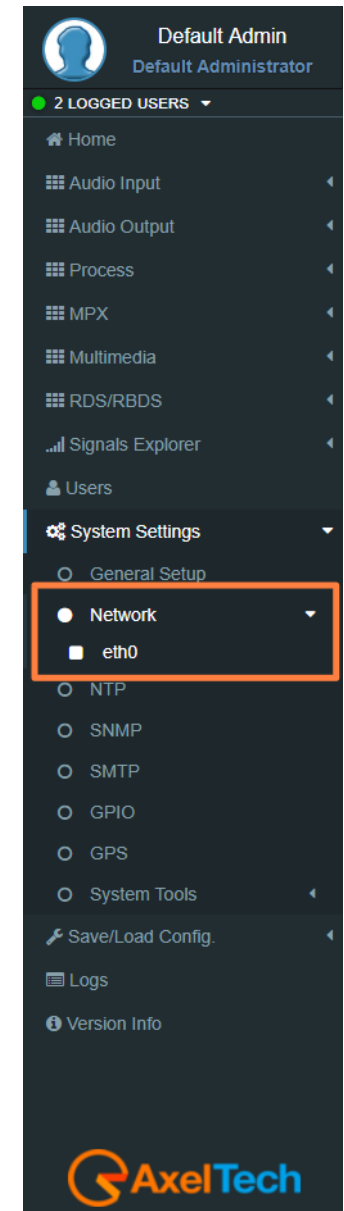 Default Admin
Default Administrator
2 LOGGED USERS
Home
Audio Input
Audio Output
Process
MPX
Multimedia
RDS/RBDS
Signals Explorer
Users
System Settings
General Setup
Network
eth0
NTP
SNMP
SMTP
GPIO
GPS
System Tools
Save/Load Config.
Logs
Version Info
AxelTech